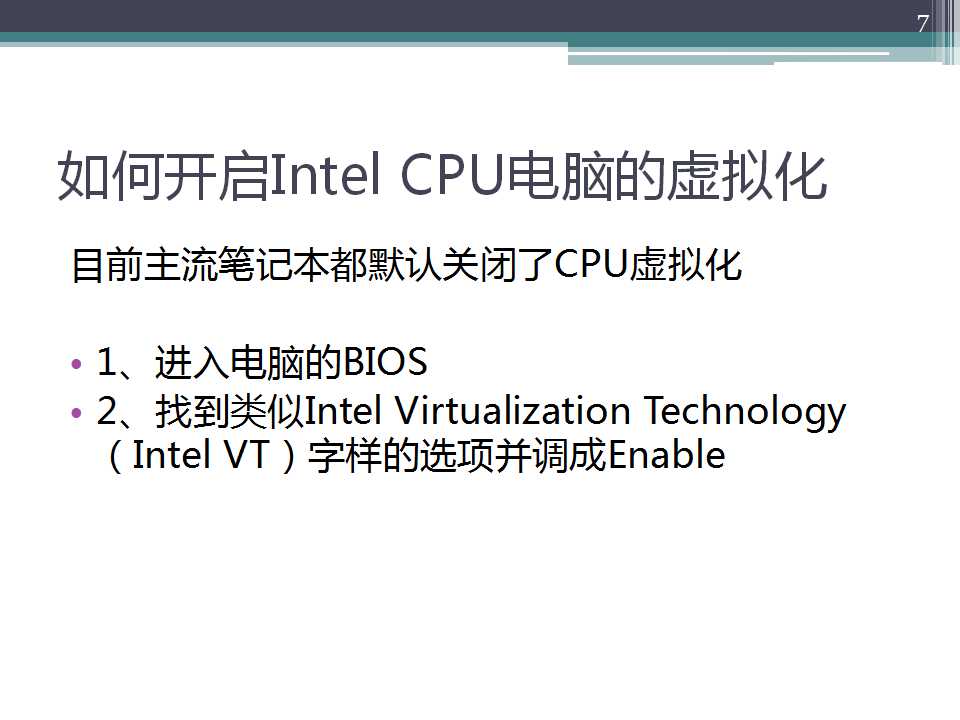 7
如何开启Intel CPU电脑的虚拟化
目前主流笔记本都默认关闭了CPU虚拟化
• 1、进入电脑的BIOS
• 2、找到类似Intel Virtualization Technology
（Intel VT）字样的选项并调成Enable